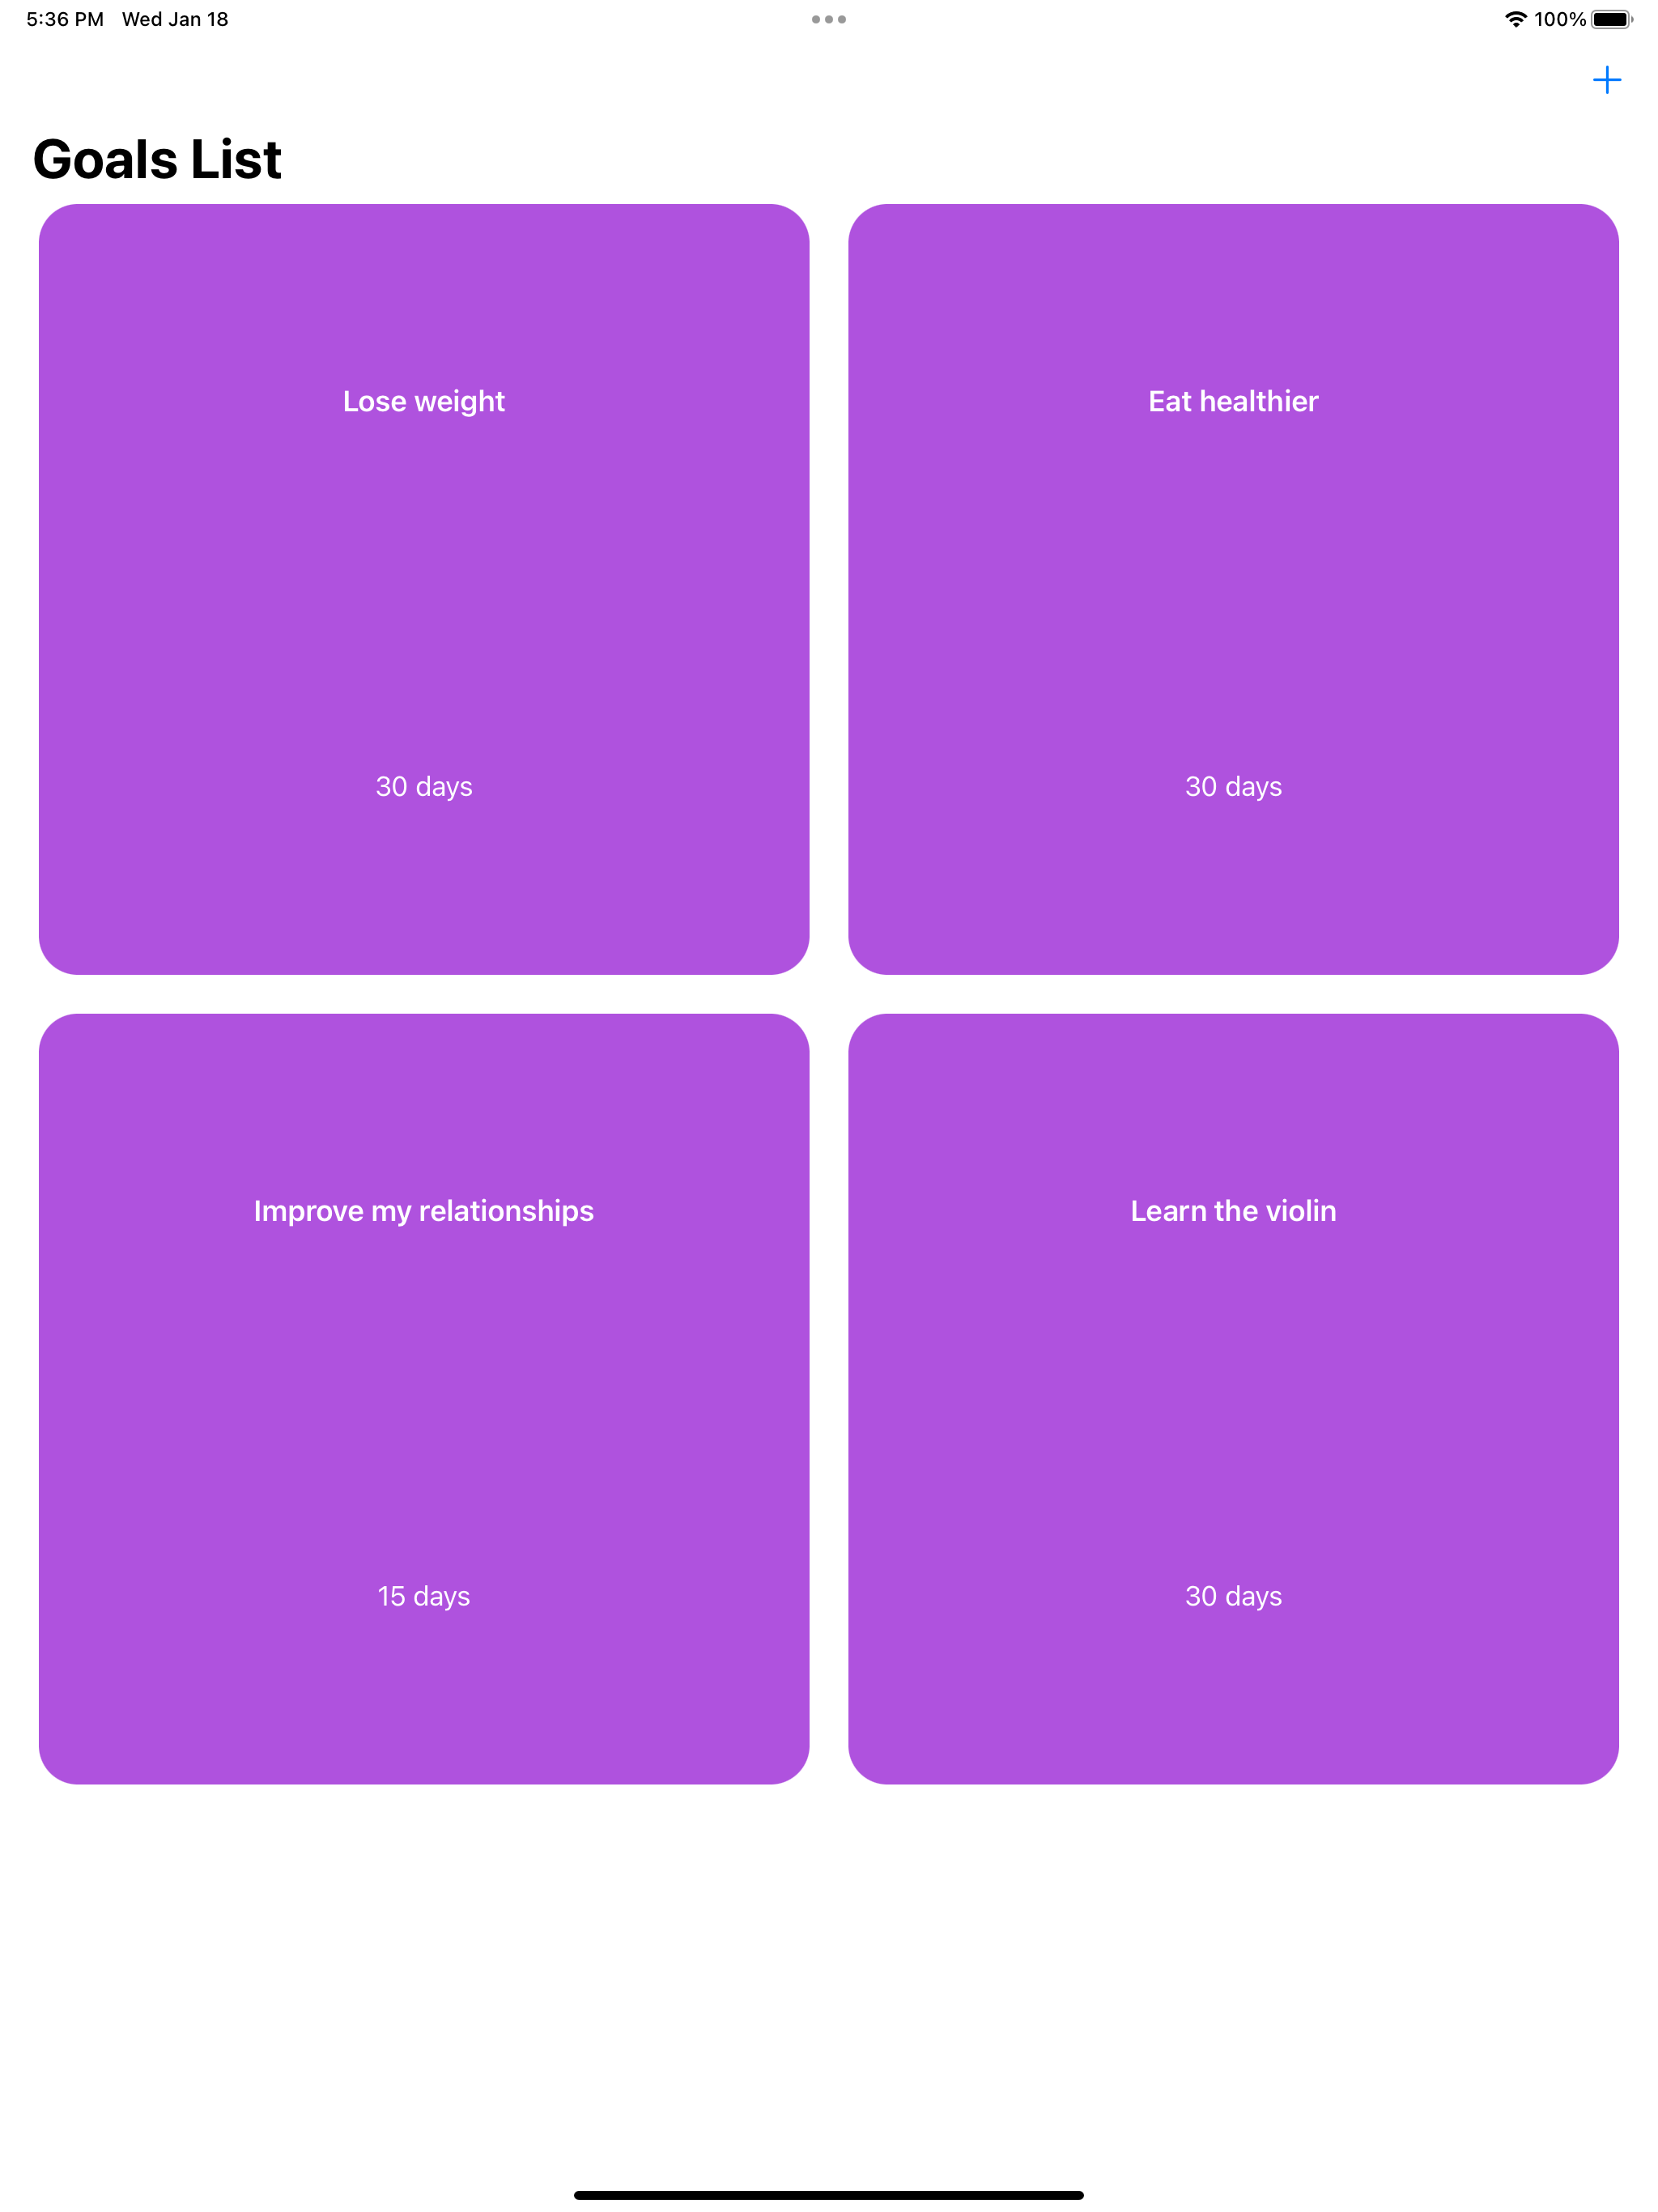 5:36 PM Wed Jan 18
100%
Goals List
Lose weight
30 days
Eat healthier
30 days
Improve my relationships
15 days
Learn the violin
30 days